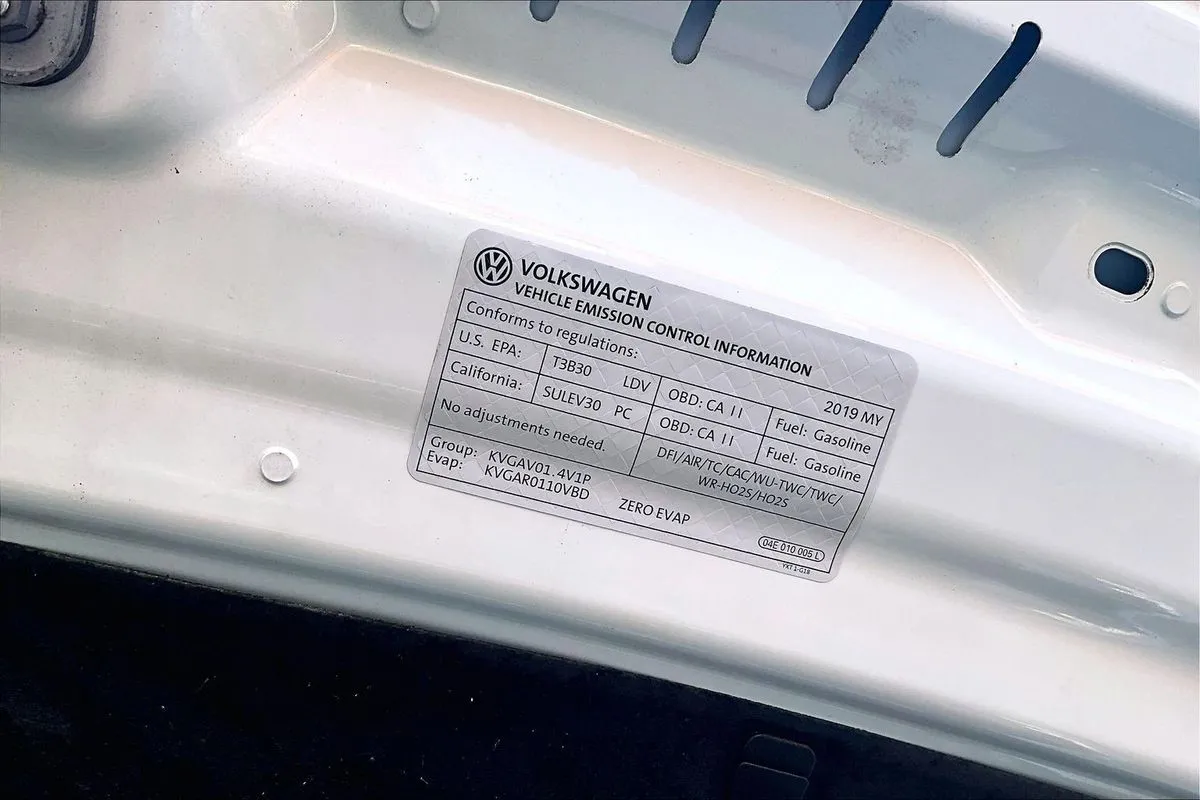 VOLKSWAGEN
VEHICLE EMISSION CONTROL INFORMATION
Conforms to regulations: 2019 MY
U.S. EPA: T3B30 LDV OBD: CA II Fuel: Gasoline
California: SULEV30 PC OBD: CA II Fuel: Gasoline
No adjustments needed. DFI/AIR/TC/CAC/WU-TWC/TWC/
WR-HO2S/HO2S
Group: KVGAV01.4V1P
Evap: KVGAR0110VBD ZERO EVAP
04E 010 005 L